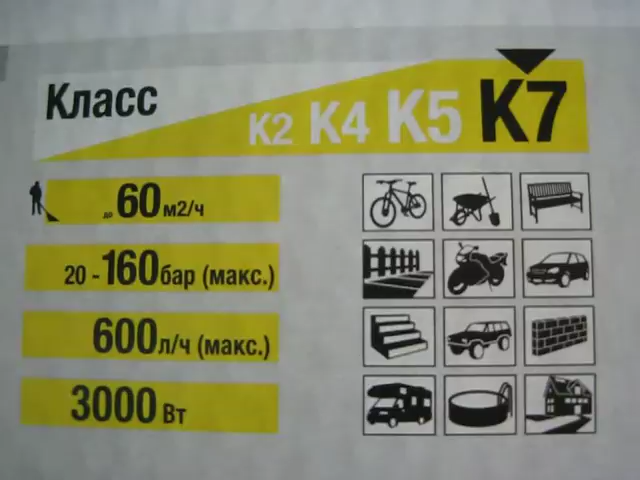 Класс
K2 K4 K5 K7
до 60 м2/ч
20 - 160 бар (макс.)
600 л/ч (макс.)
3000 Вт